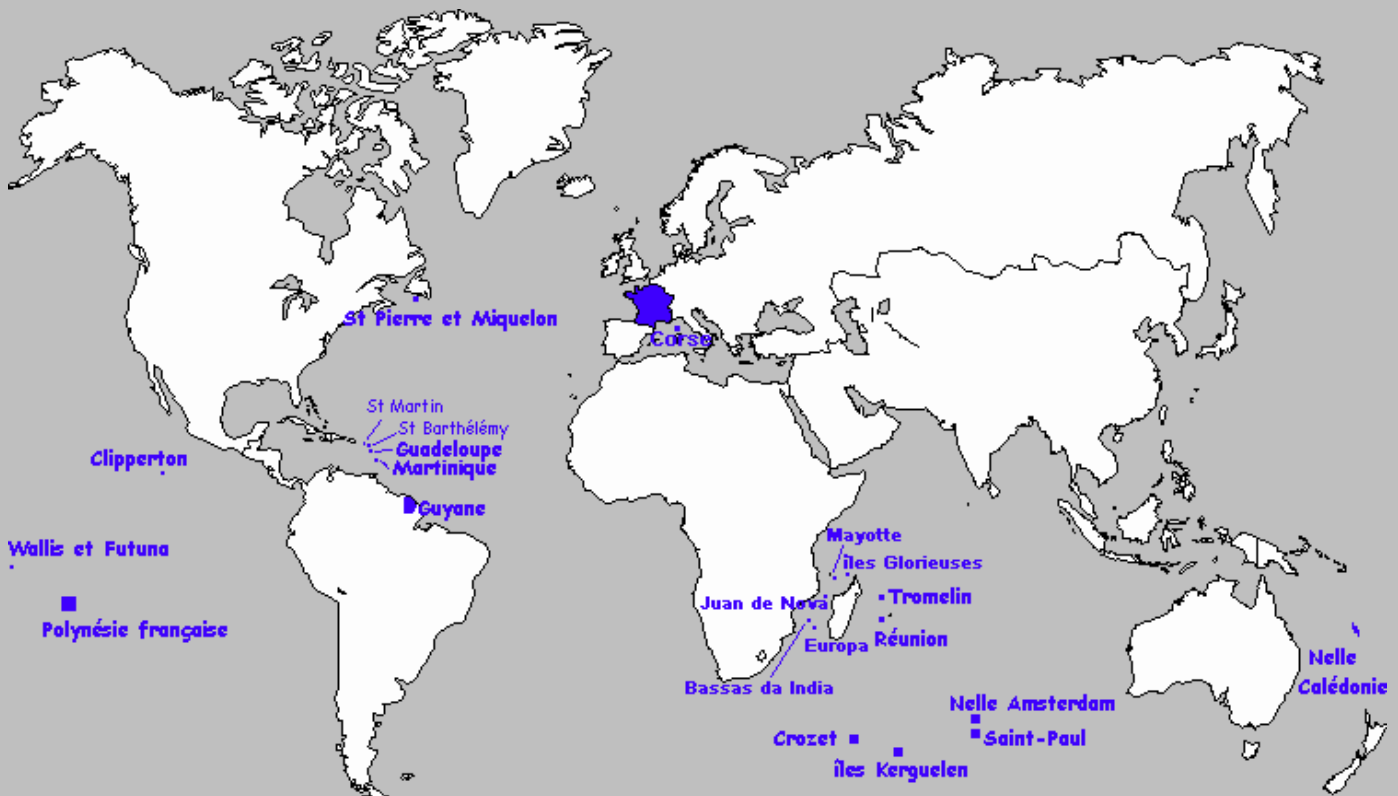 St Pierre et Miquelon
Corse
St Martin
St Barthélémy
Guadeloupe
Martinique
Clipperton
Guyane
Wallis et Futuna
Polynésie française
Mayotte
îles Glorieuses
Juan de Nova
Tromelin
Europa
Réunion
Bassas da India
Nelle
Calédonie
Nelle Amsterdam
Saint-Paul
Crozet
îles Kerguelen